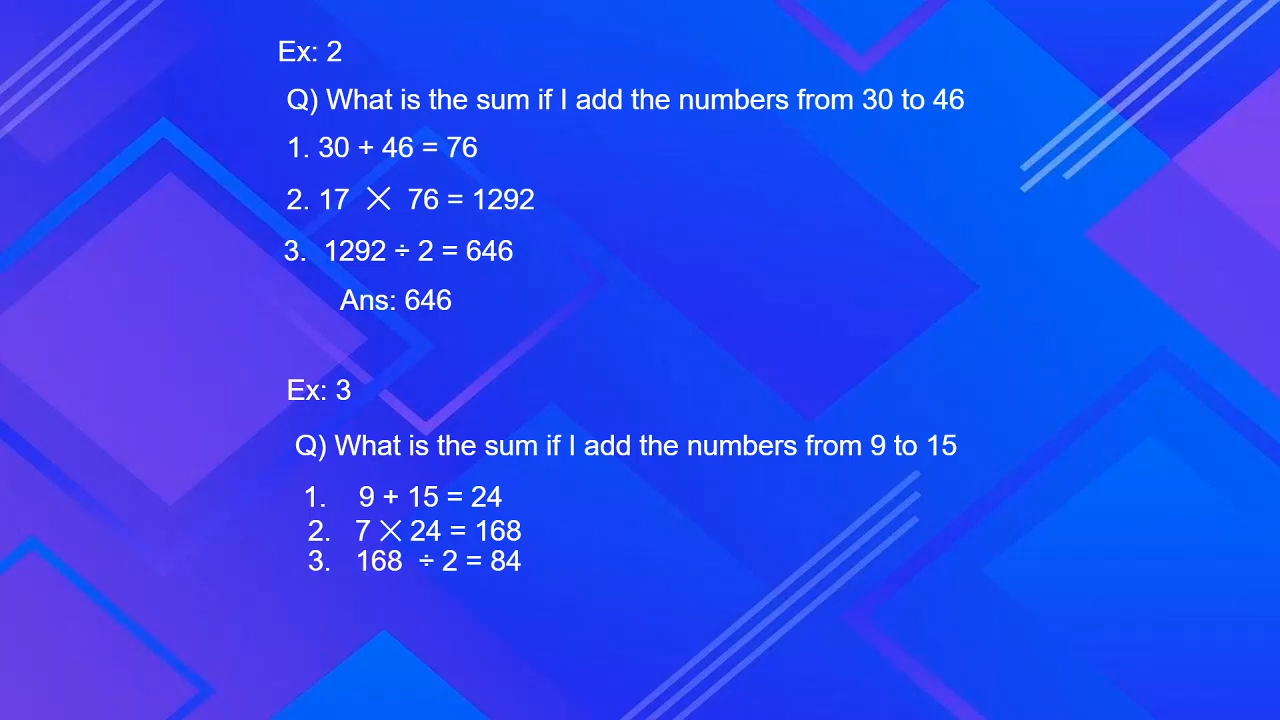 Ex: 2
Q) What is the sum if I add the numbers from 30 to 46
1. 30 + 46 = 76
2. 17 × 76 = 1292
3. 1292 ÷ 2 = 646
Ans: 646
Ex: 3
Q) What is the sum if I add the numbers from 9 to 15
1. 9 + 15 = 24
2. 7 × 24 = 168
3. 168 ÷ 2 = 84